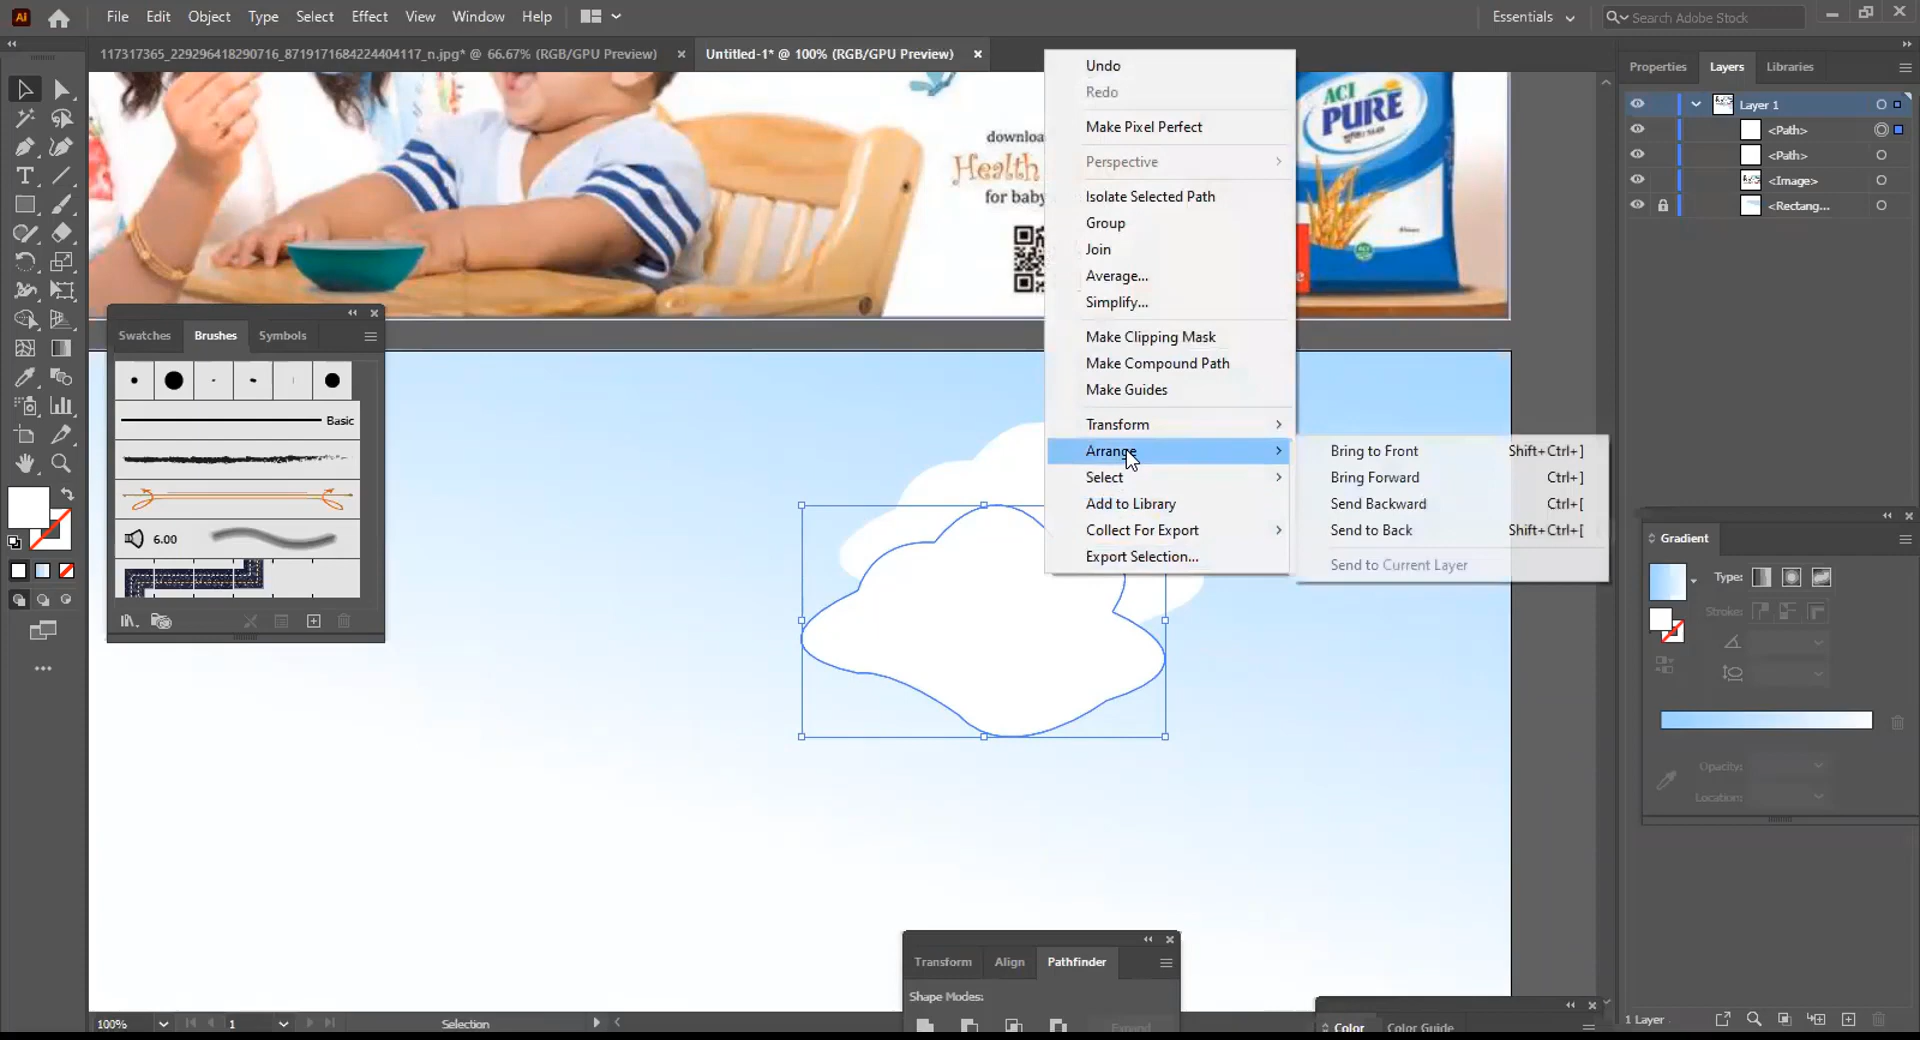 Ai
File Edit Object Type Select Effect View Window Help
Essentials
Search Adobe Stock
117317365_229296418290716_8719171684224404117_n.jpg* @ 66.67% (RGB/GPU Preview)
Untitled-1* @ 100% (RGB/GPU Preview)
Properties Layers Libraries
Layer 1
<Path>
<Path>
<Image>
<Rectang...
downloa
Health
for baby
ACI
PURE
Undo
Redo
Make Pixel Perfect
Perspective
Isolate Selected Path
Group
Join
Average...
Simplify...
Make Clipping Mask
Make Compound Path
Make Guides
Transform
Arrange
Select
Add to Library
Collect For Export
Export Selection...
Bring to Front Shift+Ctrl+]
Bring Forward Ctrl+]
Send Backward Ctrl+[
Send to Back Shift+Ctrl+[
Send to Current Layer
Swatches Brushes Symbols
Basic
6.00
Gradient
Type:
Stroke:
Opacity:
Location:
Transform Align Pathfinder
Shape Modes:
Expand
Color Color Guide
100%
1
Selection
1 Layer